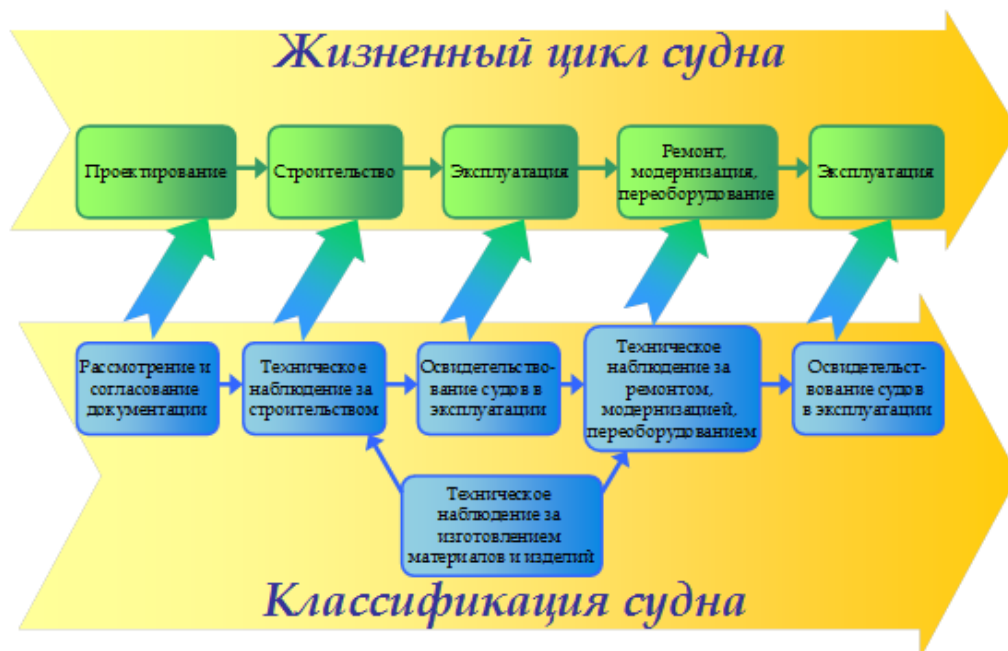 Жизненный цикл судна
Проектирование
Строительство
Эксплуатация
Ремонт,
модернизация,
переоборудование
Эксплуатация
Рассмотрение и
согласование
документации
Техническое
наблюдение за
строительством
Освидетельство-
вание судов в
эксплуатации
Техническое
наблюдение за
ремонтом,
модернизацией,
переоборудованием
Освидетельст-
вование судов
в эксплуатации
Техническое
наблюдение за
изготовлением
материалов и изделий
Классификация судна